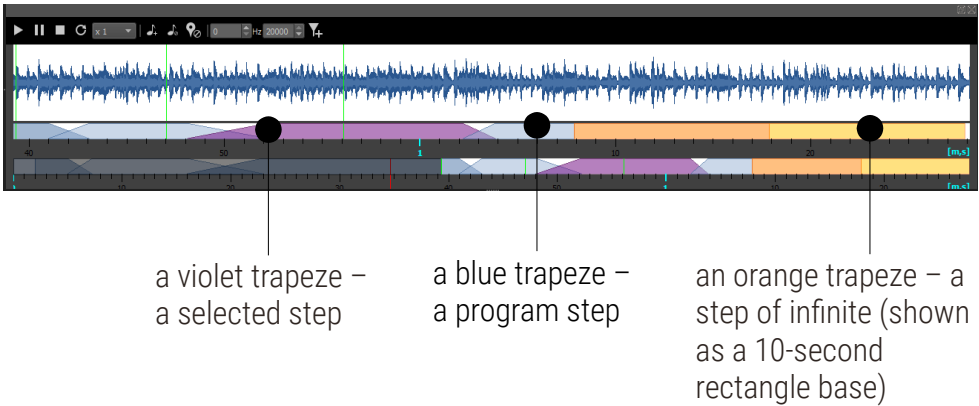 x 1 0 Hz 20000
40 50 1 10 20 [m,s]
10 20 30 40 50 1 10 20 [m,s]
a violet trapeze –
a selected step
a blue trapeze –
a program step
an orange trapeze – a
step of infinite (shown
as a 10-second
rectangle base)